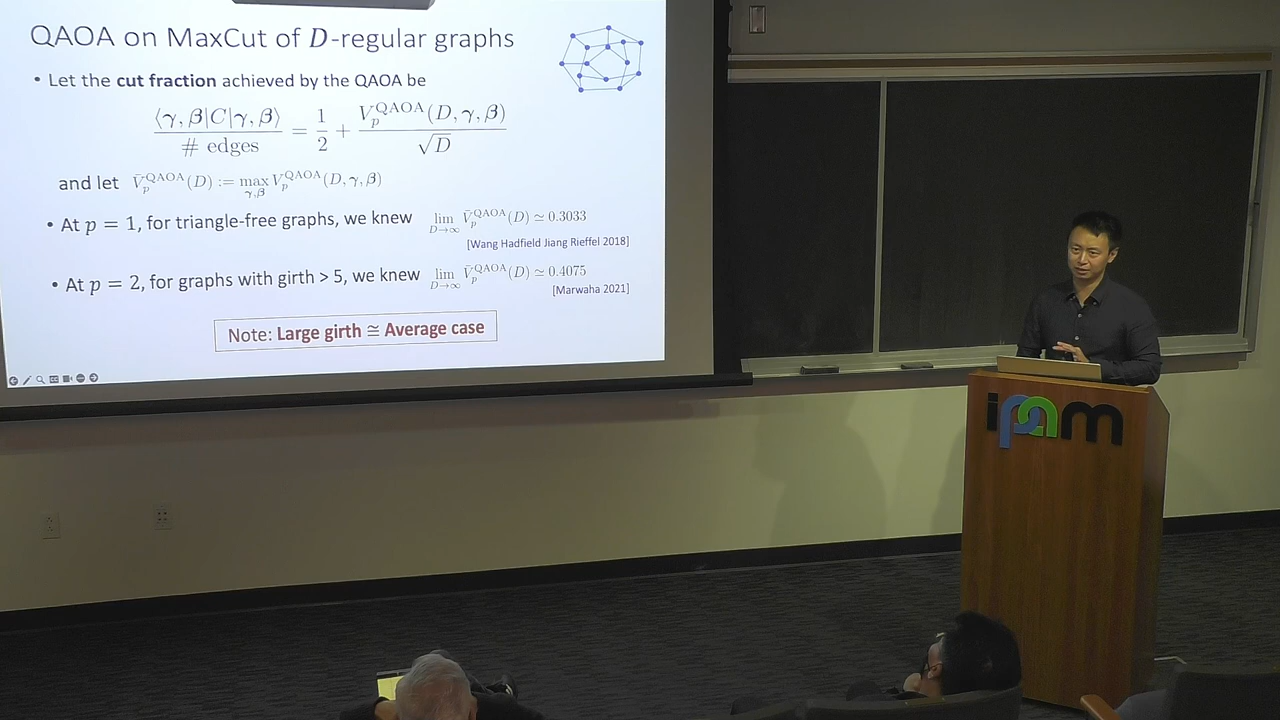 QAOA on MaxCut of D-regular graphs
• Let the cut fraction achieved by the QAOA be
⟨γ, β|C|γ, β⟩ / # edges = 1/2 + V_p^QAOA(D, γ, β) / √D
and let V̄_p^QAOA(D) := max_{γ,β} V_p^QAOA(D, γ, β)
• At p = 1, for triangle-free graphs, we knew lim_{D→∞} V̄_p^QAOA(D) ≃ 0.3033
[Wang Hadfield Jiang Rieffel 2018]
• At p = 2, for graphs with girth > 5, we knew lim_{D→∞} V̄_p^QAOA(D) ≃ 0.4075
[Marwaha 2021]
Note: Large girth ≅ Average case
ipam